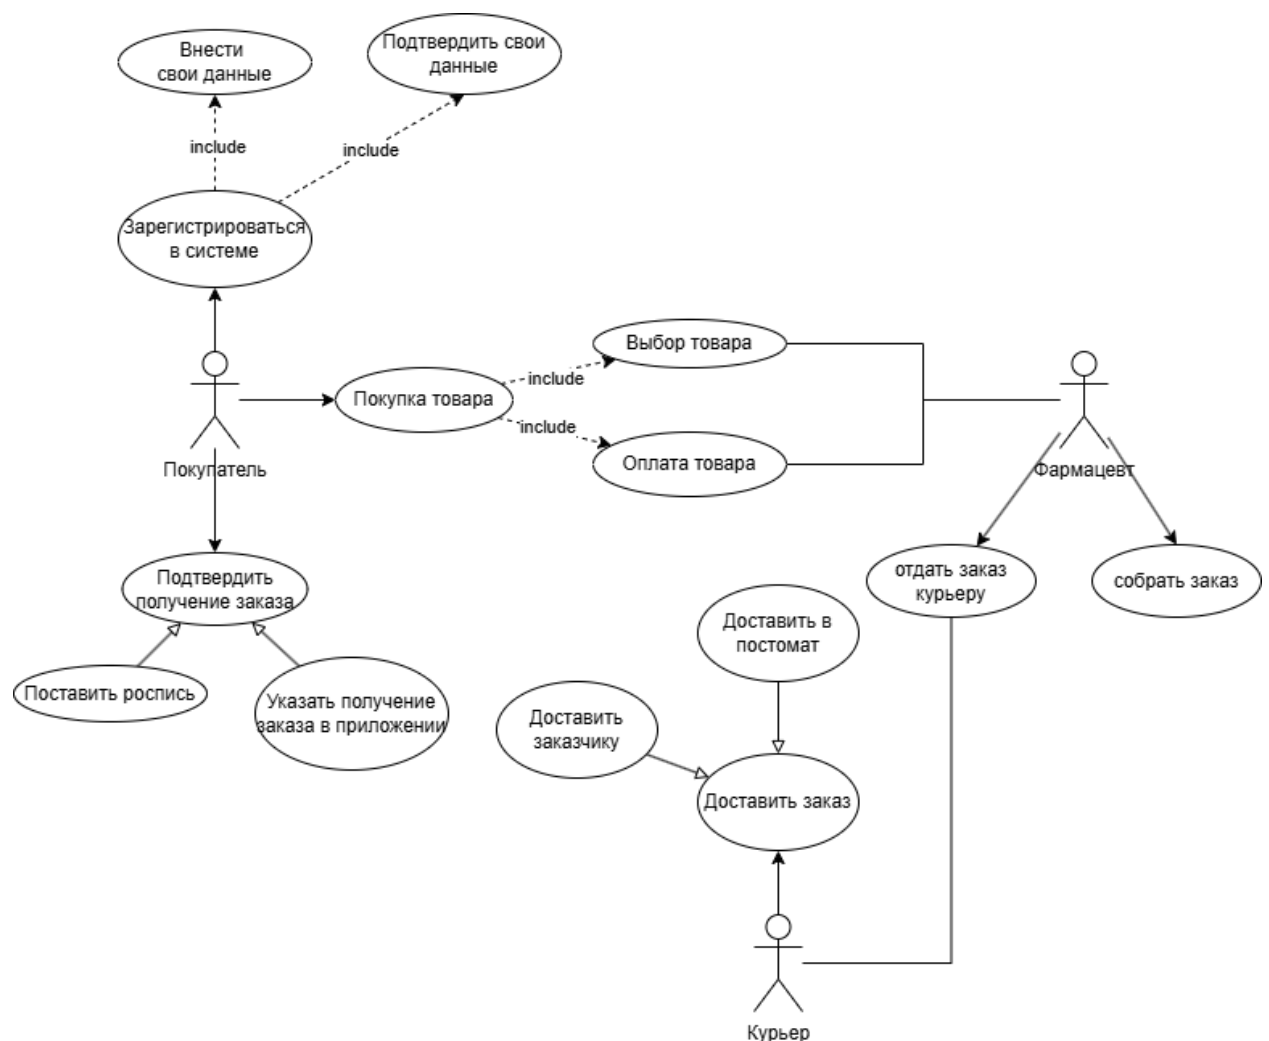 Внести
свои данные
Подтвердить свои
данные
include
include
Зарегистрироваться
в системе
Выбор товара
include
Покупка товара
include
Оплата товара
Покупатель
Фармацевт
Подтвердить
получение заказа
отдать заказ
курьеру
собрать заказ
Доставить в
постомат
Поставить роспись
Указать получение
заказа в приложении
Доставить
заказчику
Доставить заказ
Курьер